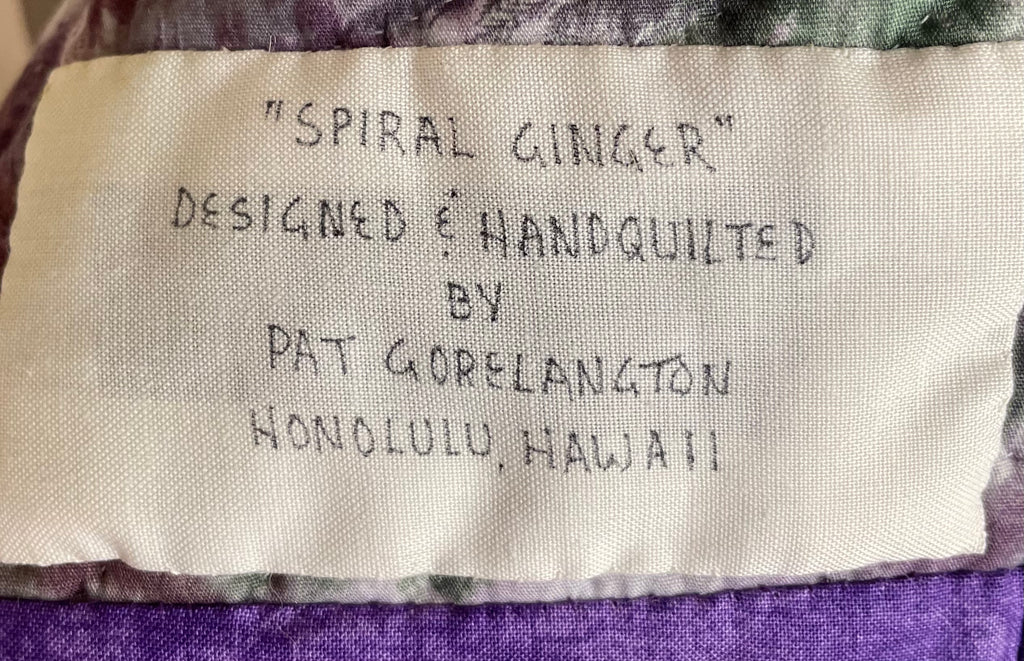 "SPIRAL GINGER"
DESIGNED & HANDQUILTED
BY
PAT GORELANGTON
HONOLULU, HAWAII